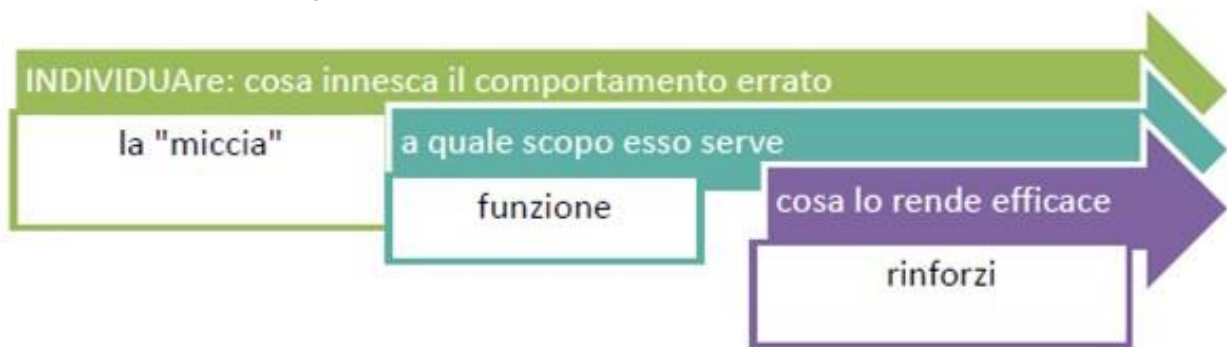 INDIVIDUAre: cosa innesca il comportamento errato
la "miccia"
a quale scopo esso serve
funzione
cosa lo rende efficace
rinforzi